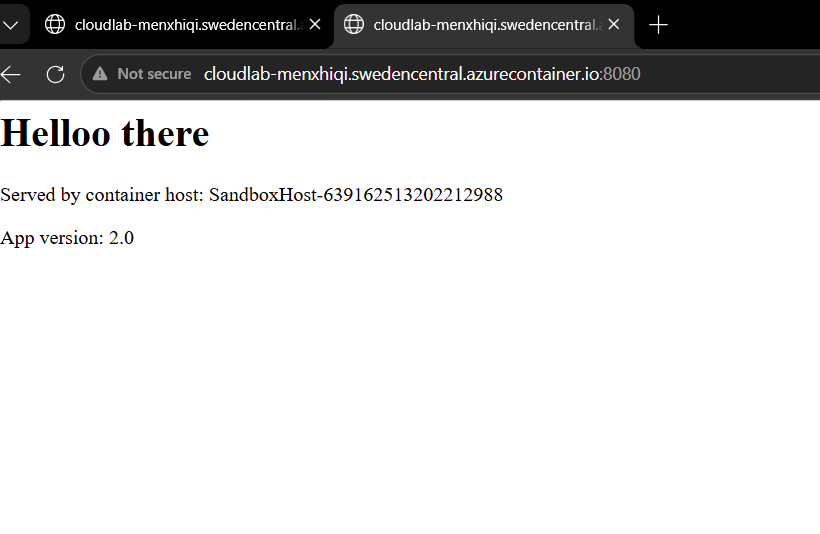 cloudlab-menxhiqi.swedencentral.a
cloudlab-menxhiqi.swedencentral.a
Not secure cloudlab-menxhiqi.swedencentral.azurecontainer.io:8080
Helloo there
Served by container host: SandboxHost-639162513202212988
App version: 2.0